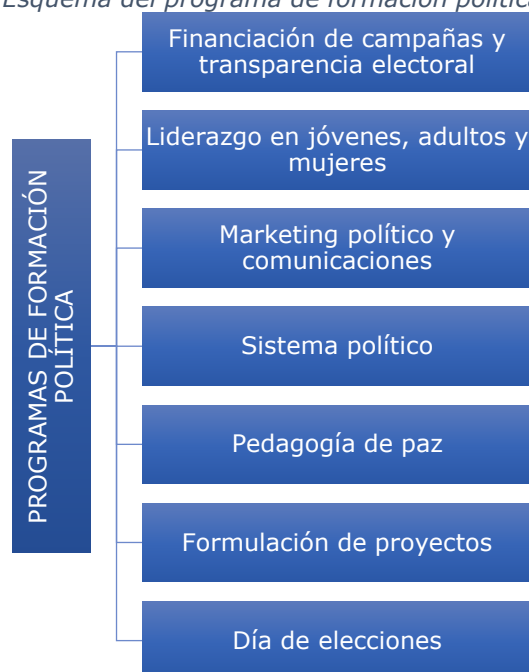 Esquema del programa de formación política
Financiación de campañas y
transparencia electoral
Liderazgo en jóvenes, adultos y
mujeres
Marketing político y
comunicaciones
PROGRAMAS DE FORMACIÓN
POLÍTICA
Sistema político
Pedagogía de paz
Formulación de proyectos
Día de elecciones